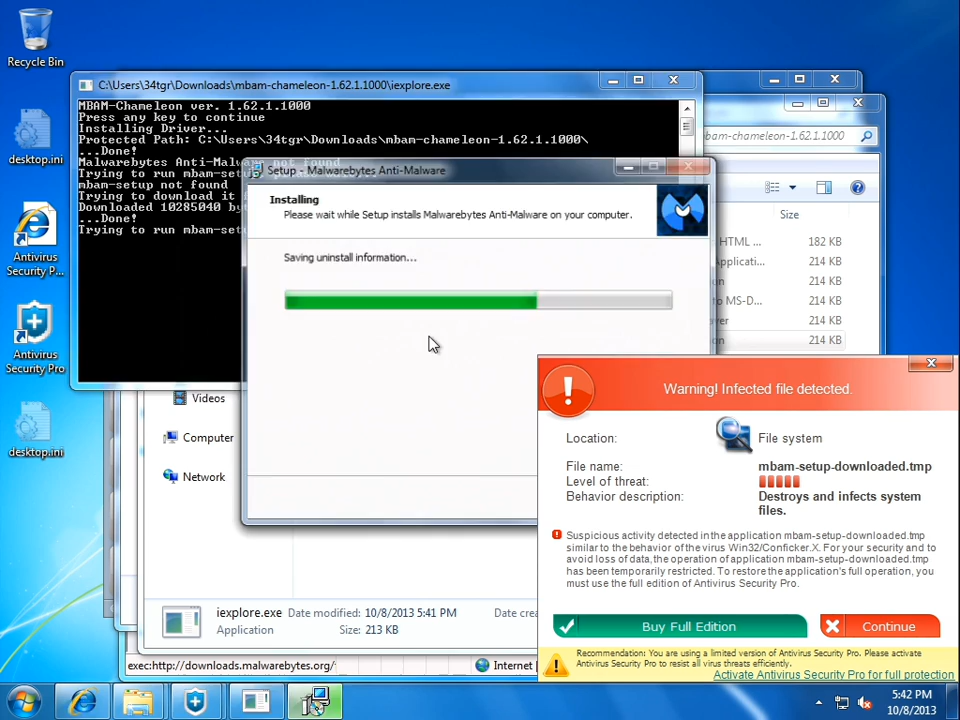 Recycle Bin
desktop.ini
Antivirus
Security P...
Antivirus
Security Pro
desktop.ini
C:\Users\34tgr\Downloads\mbam-chameleon-1.62.1.1000\iexplore.exe
MBAM-Chameleon ver. 1.62.1.1000
Press any key to continue
Installing Driver...
Protected Path: C:\Users\34tgr\Downloads\mbam-chameleon-1.62.1.1000\
...Done!
Malwarebytes Anti-Malware not found
Trying to run mbam-setup
mbam-setup not found
Trying to download it
Downloaded 10285040 by
...Done!
Trying to run mbam-set
mbam-chameleon-1.62.1.1000
Size
HTML ... 182 KB
Applicati... 214 KB
to MS-D... 214 KB
214 KB
214 KB
Setup - Malwarebytes Anti-Malware
Installing
Please wait while Setup installs Malwarebytes Anti-Malware on your computer.
Saving uninstall information...
Videos
Computer
Network
iexplore.exe Date modified: 10/8/2013 5:41 PM Date crea
Application Size: 213 KB
exec:http://downloads.malwarebytes.org/
Internet
Warning! Infected file detected.
Location: File system
File name: mbam-setup-downloaded.tmp
Level of threat:
Behavior description: Destroys and infects system
files.
Suspicious activity detected in the application mbam-setup-downloaded.tmp
similar to the behavior of the virus Win32/Conficker.X. For your security and to
avoid loss of data,the operation of application mbam-setup-downloaded.tmp
has been temporarily restricted. To restore the application's full operation, you
must use the full edition of Antivirus Security Pro.
Buy Full Edition
Continue
Recommendation: You are using a limited version of Antivirus Security Pro. Please activate
Antivirus Security Pro to resist all virus threats efficiently.
Activate Antivirus Security Pro for full protection
5:42 PM
10/8/2013